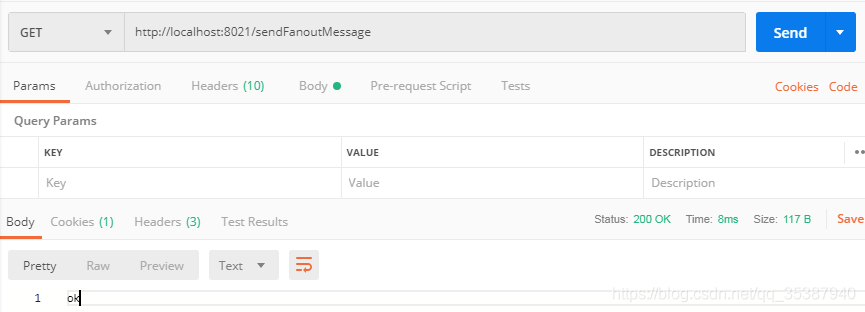 GET http://localhost:8021/sendFanoutMessage Send
Params Authorization Headers (10) Body Pre-request Script Tests Cookies Code
Query Params
KEY VALUE DESCRIPTION
Key Value Description
Body Cookies (1) Headers (3) Test Results Status: 200 OK Time: 8ms Size: 117 B Save
Pretty Raw Preview Text
1 ok
https://blog.csdn.net/qq_35387940